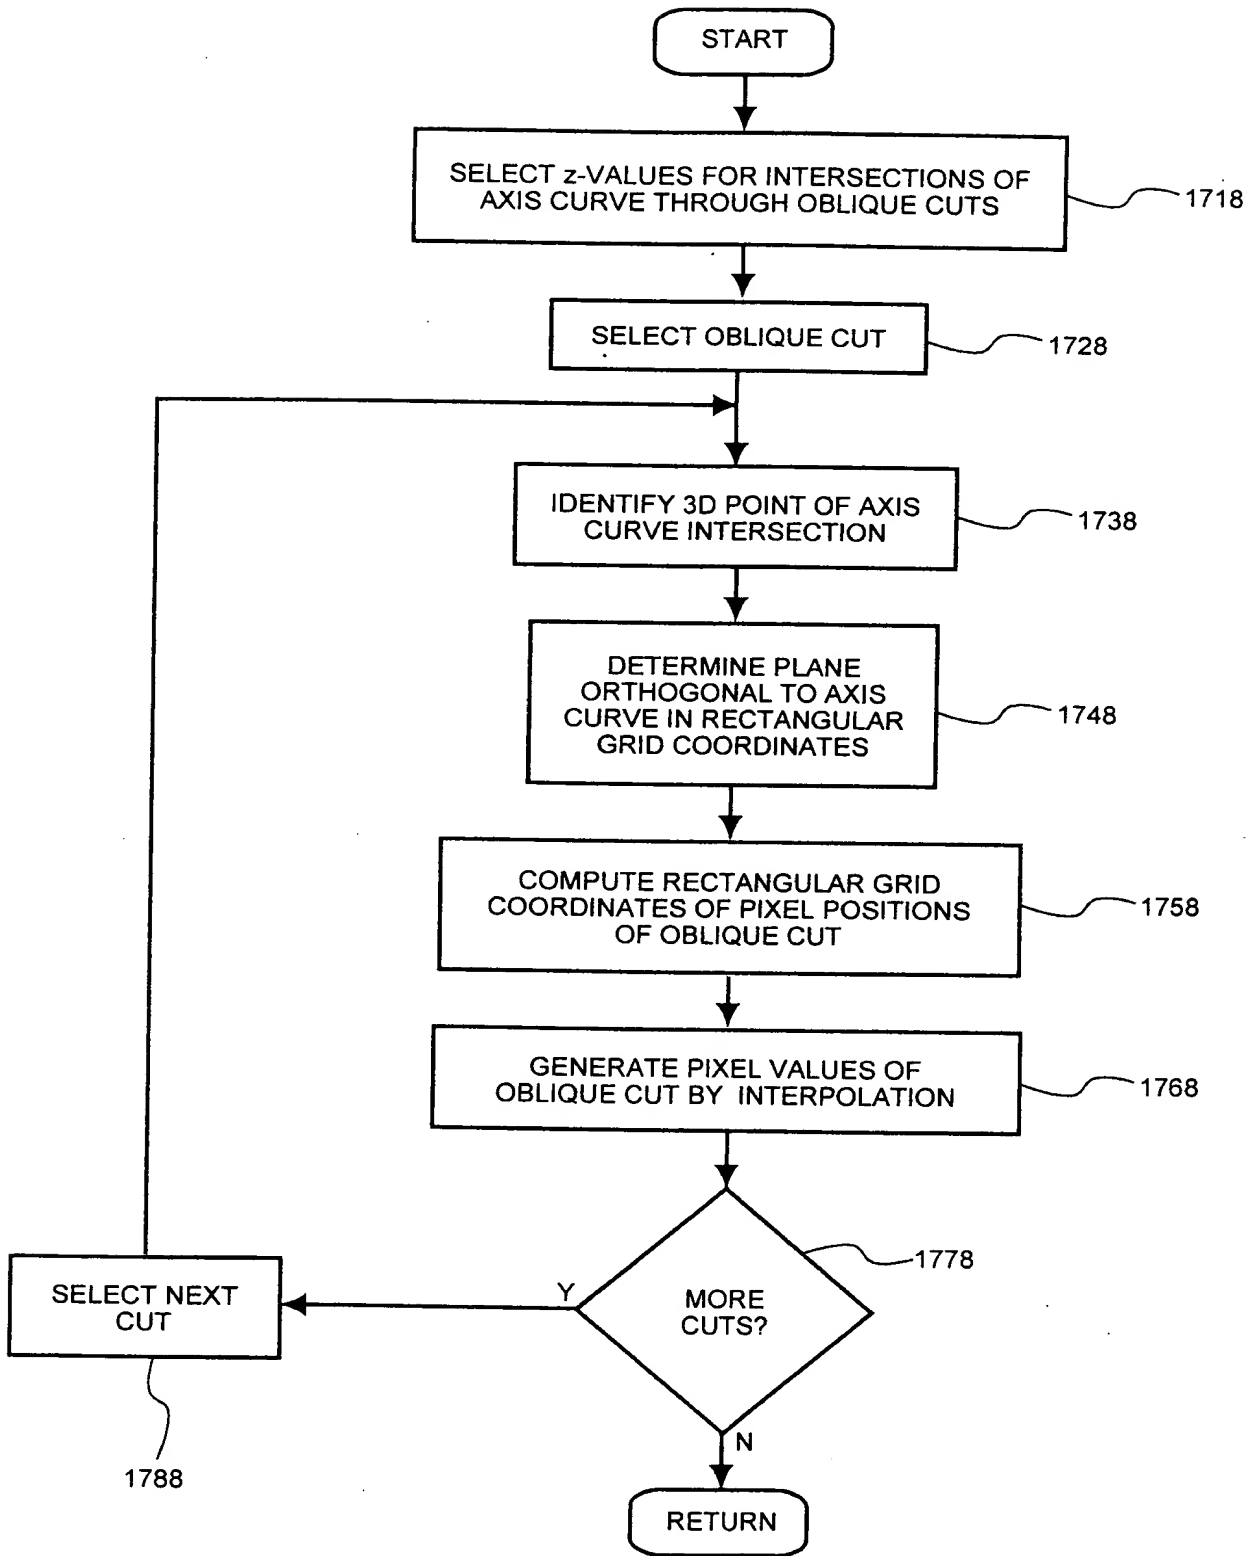 START
SELECT z-VALUES FOR INTERSECTIONS OF
AXIS CURVE THROUGH OBLIQUE CUTS
1718
SELECT OBLIQUE CUT
1728
IDENTIFY 3D POINT OF AXIS
CURVE INTERSECTION
1738
DETERMINE PLANE
ORTHOGONAL TO AXIS
CURVE IN RECTANGULAR
GRID COORDINATES
1748
COMPUTE RECTANGULAR GRID
COORDINATES OF PIXEL POSITIONS
OF OBLIQUE CUT
1758
GENERATE PIXEL VALUES OF
OBLIQUE CUT BY INTERPOLATION
1768
1778
MORE
CUTS?
Y
SELECT NEXT
CUT
1788
N
RETURN